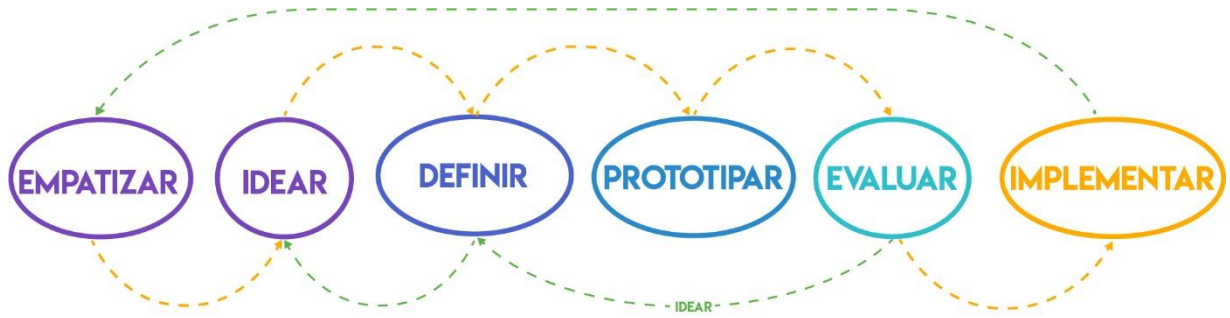 EMPATIZAR
IDEAR
DEFINIR
PROTOTIPAR
EVALUAR
IMPLEMENTAR
IDEAR